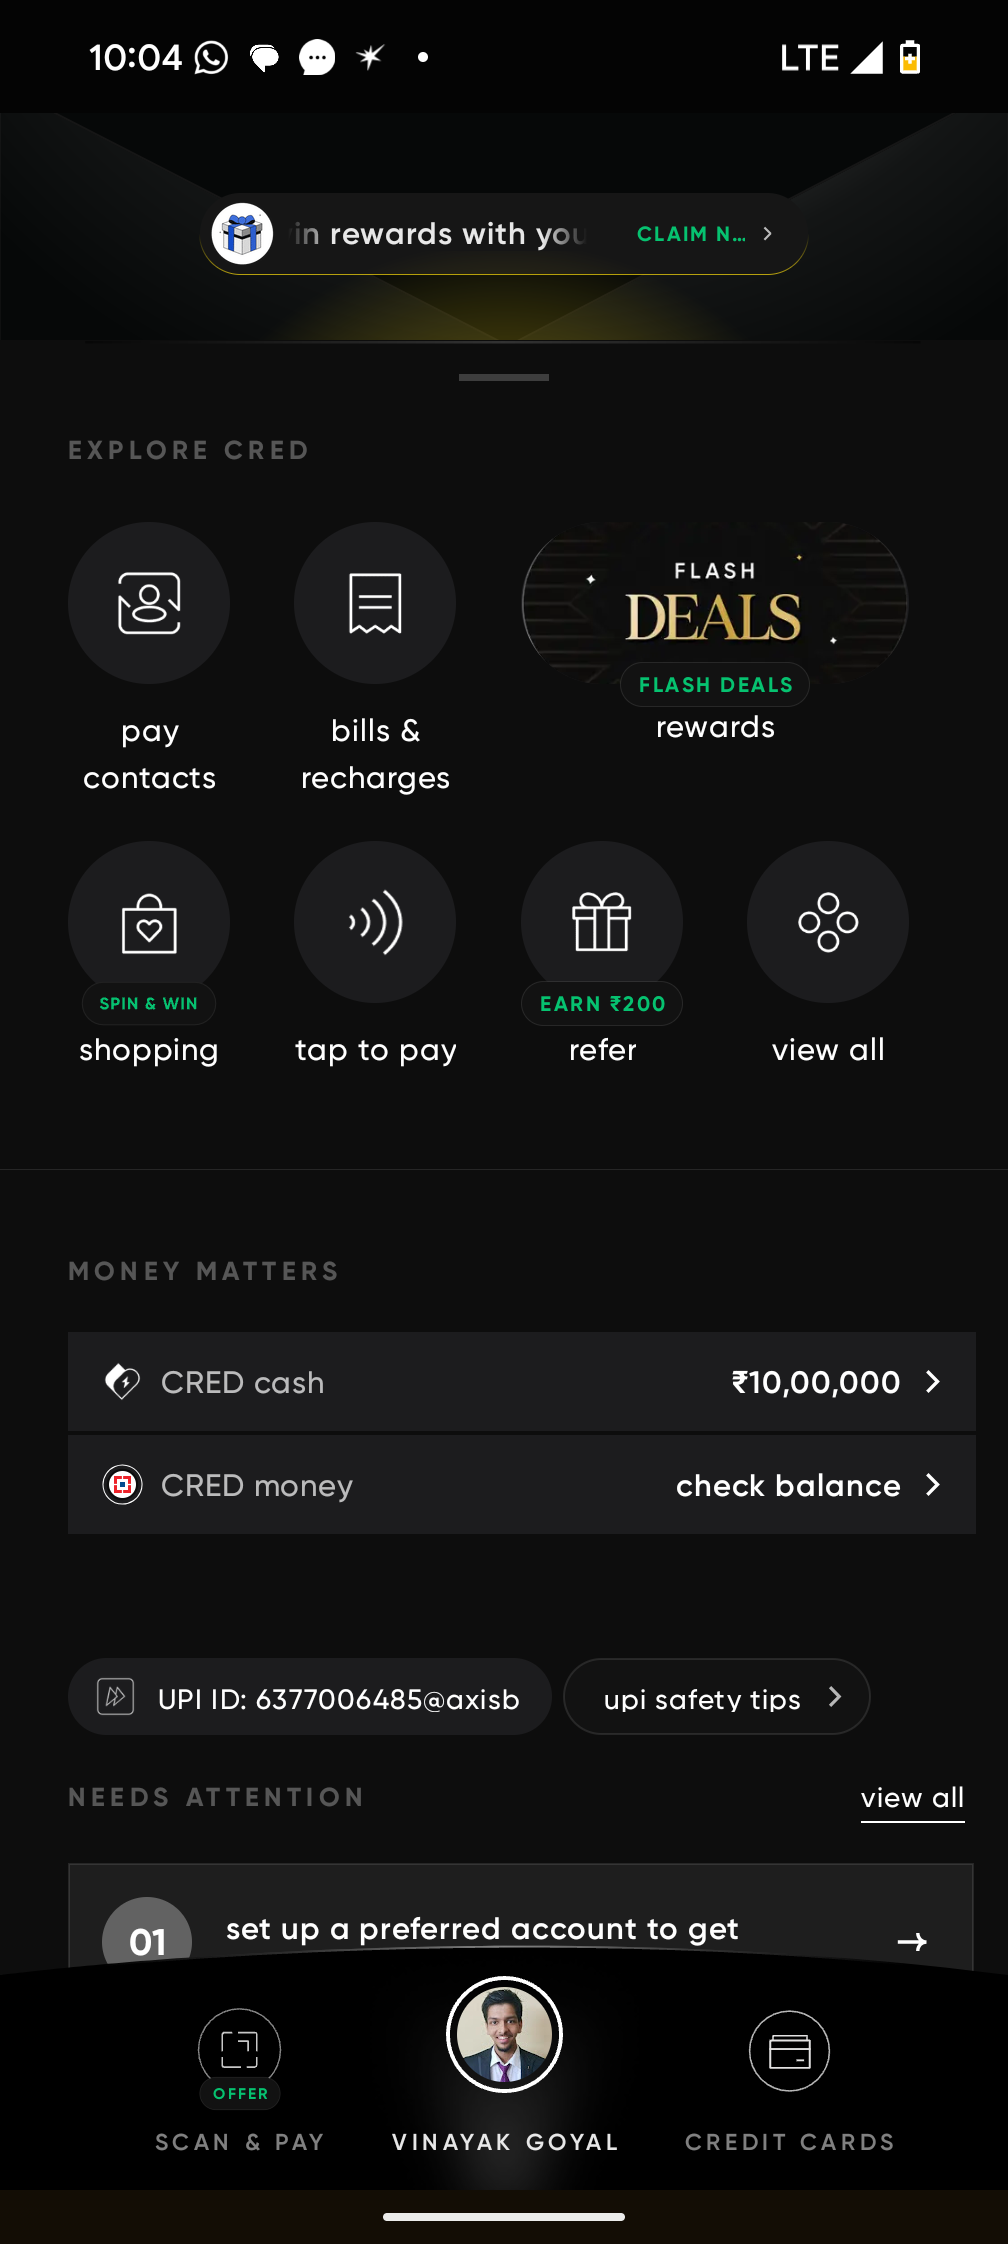 10:04
LTE
in rewards with you
CLAIM N... >
EXPLORE CRED
FLASH
DEALS
FLASH DEALS
pay
contacts
bills &
recharges
rewards
SPIN & WIN
EARN ₹200
shopping
tap to pay
refer
view all
MONEY MATTERS
CRED cash
₹10,00,000
CRED money
check balance
UPI ID: 6377006485@axisb
upi safety tips
NEEDS ATTENTION
view all
01
set up a preferred account to get
OFFER
SCAN & PAY
VINAYAK GOYAL
CREDIT CARDS